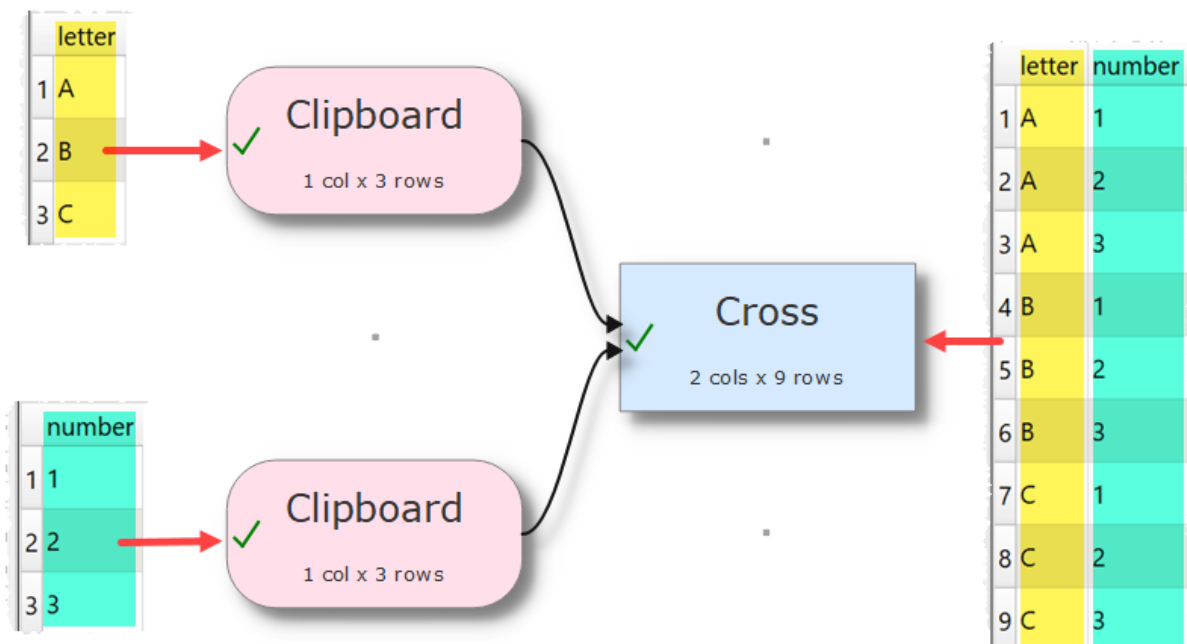 letter
1 A
2 B
3 C
Clipboard
1 col x 3 rows
number
1 1
2 2
3 3
Clipboard
1 col x 3 rows
Cross
2 cols x 9 rows
letter number
1 A 1
2 A 2
3 A 3
4 B 1
5 B 2
6 B 3
7 C 1
8 C 2
9 C 3